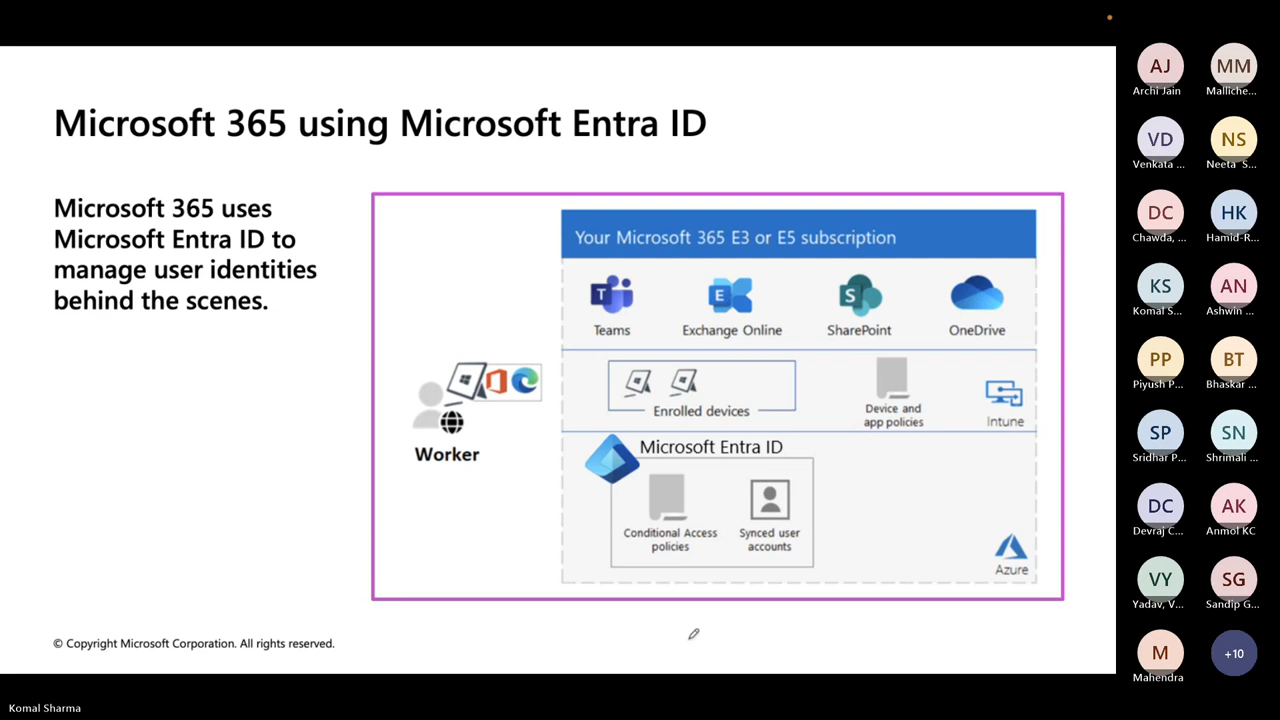 Microsoft 365 using Microsoft Entra ID
Microsoft 365 uses
Microsoft Entra ID to
manage user identities
behind the scenes.
Your Microsoft 365 E3 or E5 subscription
T
Teams
E
Exchange Online
S
SharePoint
OneDrive
Enrolled devices
Device and
app policies
Intune
Worker
Microsoft Entra ID
Conditional Access
policies
Synced user
accounts
Azure
© Copyright Microsoft Corporation. All rights reserved.
AJ
Archi Jain
MM
Malliche...
VD
Venkata ...
NS
Neeta S...
DC
Chawda, ...
HK
Hamid-R...
KS
Komal S...
AN
Ashwin ...
PP
Piyush P...
BT
Bhaskar ...
SP
Sridhar P...
SN
Shrimali ...
DC
Devraj C...
AK
Anmol KC
VY
Yadav, V...
SG
Sandip G...
M
Mahendra
+10
Komal Sharma